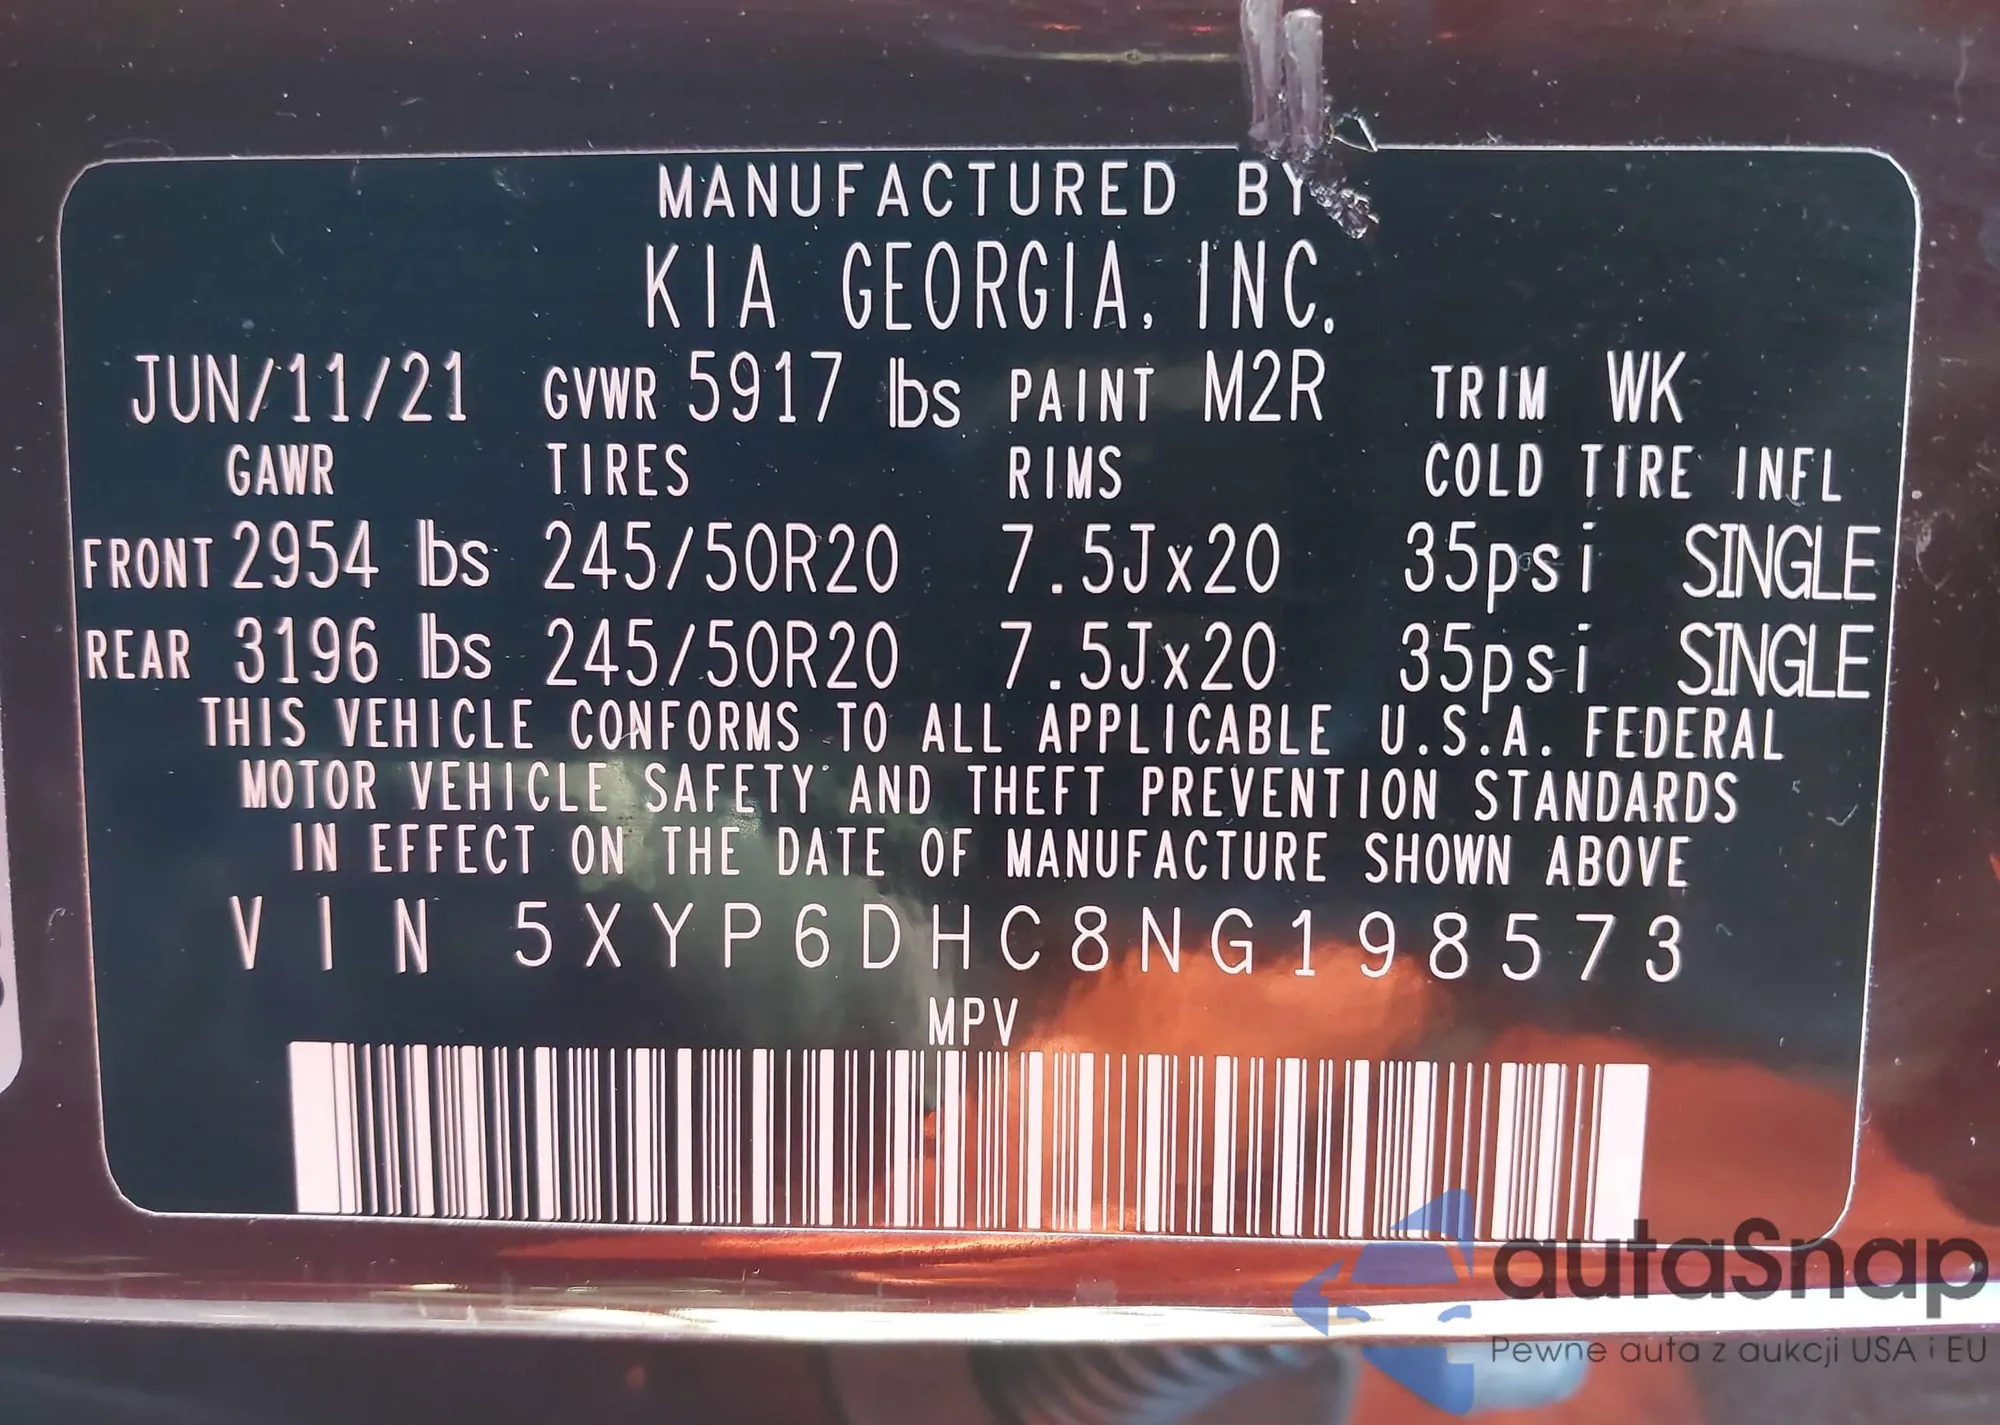 MANUFACTURED BY
KIA GEORGIA, INC.
JUN/11/21 GVWR 5917 lbs PAINT M2R TRIM WK
GAWR TIRES RIMS COLD TIRE INFL
FRONT 2954 lbs 245/50R20 7.5Jx20 35psi SINGLE
REAR 3196 lbs 245/50R20 7.5Jx20 35psi SINGLE
THIS VEHICLE CONFORMS TO ALL APPLICABLE U.S.A. FEDERAL
MOTOR VEHICLE SAFETY AND THEFT PREVENTION STANDARDS
IN EFFECT ON THE DATE OF MANUFACTURE SHOWN ABOVE
VIN 5XYP6DHC8NG198573
MPV
autaSnap
Pewne auta z aukcji USA i EU